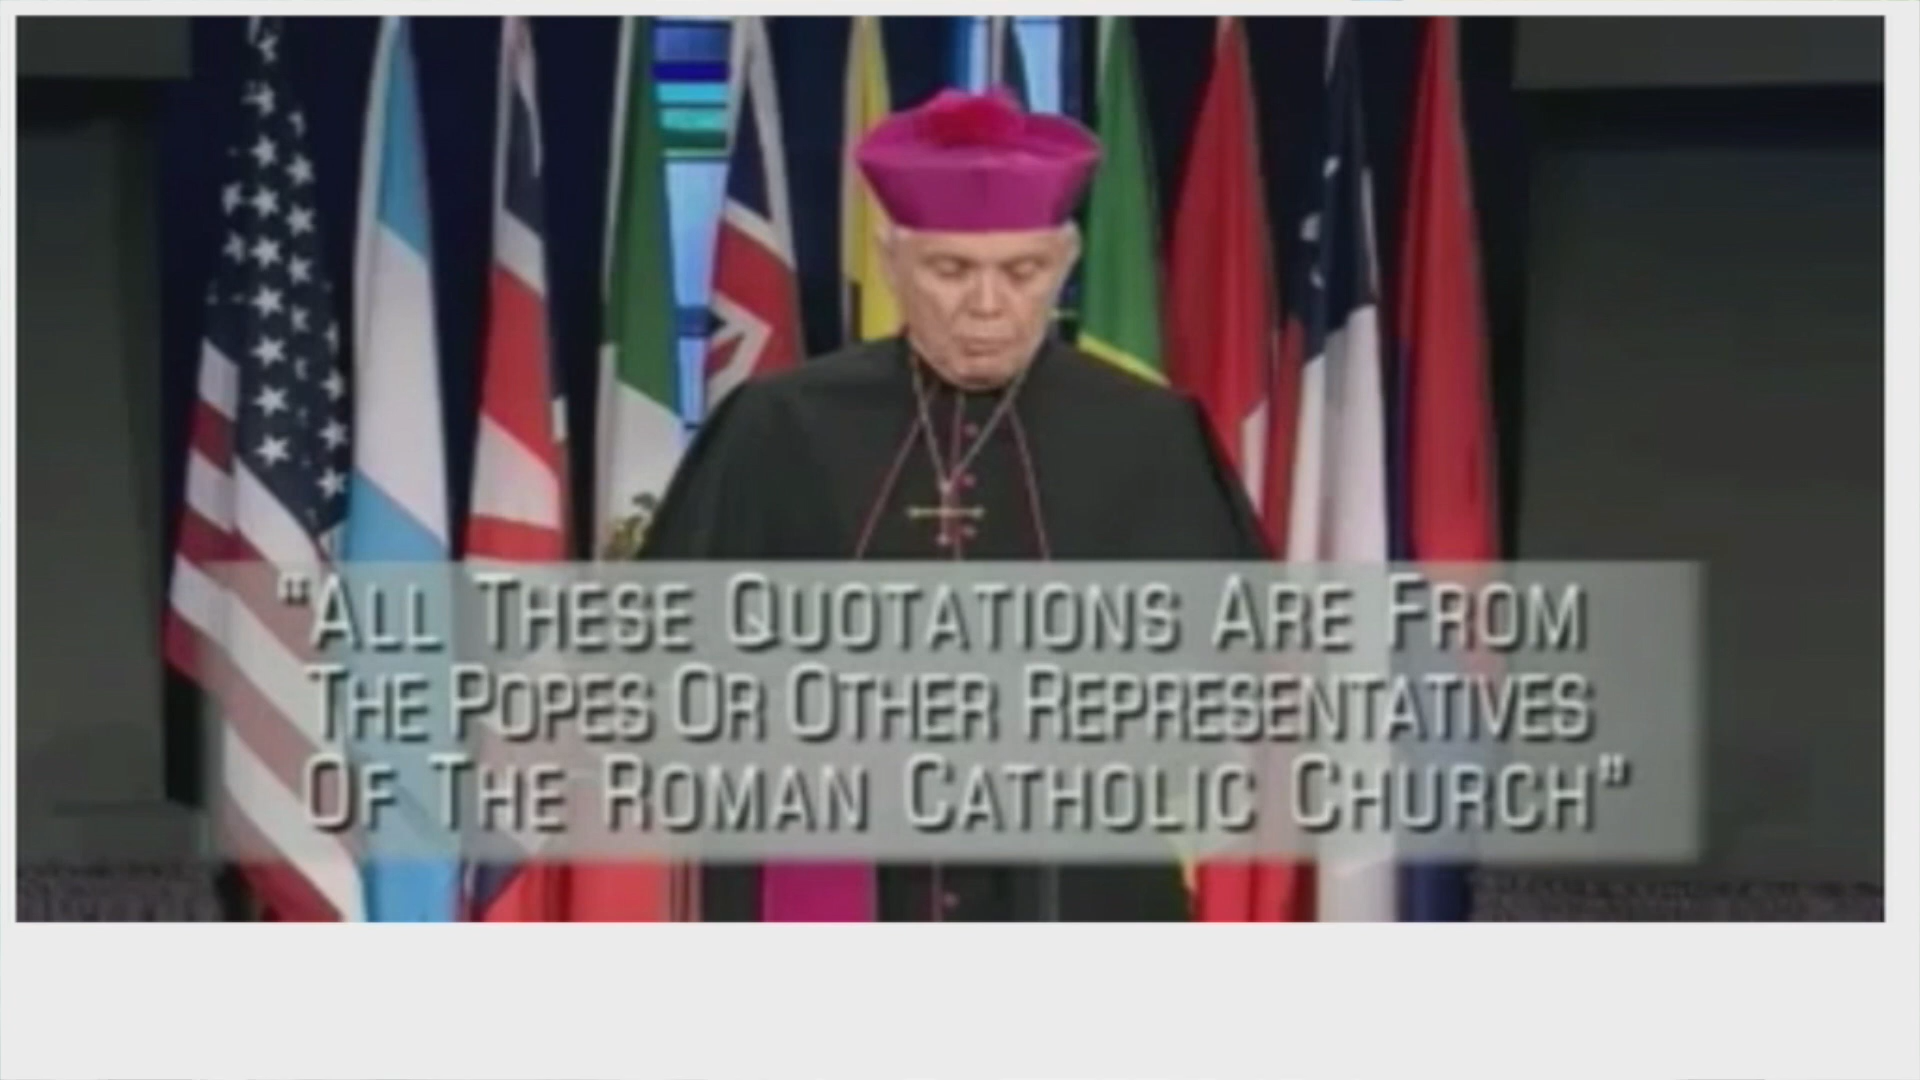 "All These Quotations Are From
The Popes Or Other Representatives
Of The Roman Catholic Church"